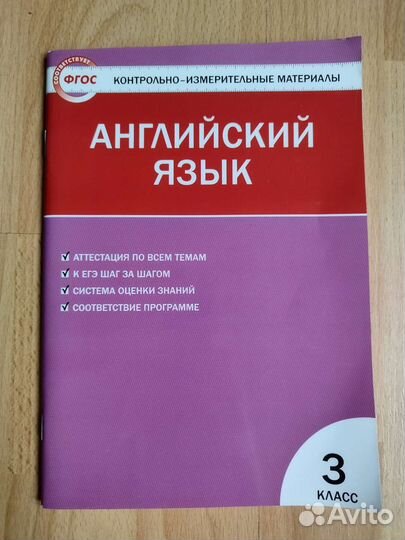 СООТВЕТСТВУЕТ
ФГОС
КОНТРОЛЬНО-ИЗМЕРИТЕЛЬНЫЕ МАТЕРИАЛЫ
АНГЛИЙСКИЙ
ЯЗЫК
АТТЕСТАЦИЯ ПО ВСЕМ ТЕМАМ
К ЕГЭ ШАГ ЗА ШАГОМ
СИСТЕМА ОЦЕНКИ ЗНАНИЙ
СООТВЕТСТВИЕ ПРОГРАММЕ
3
КЛАСС
Avito